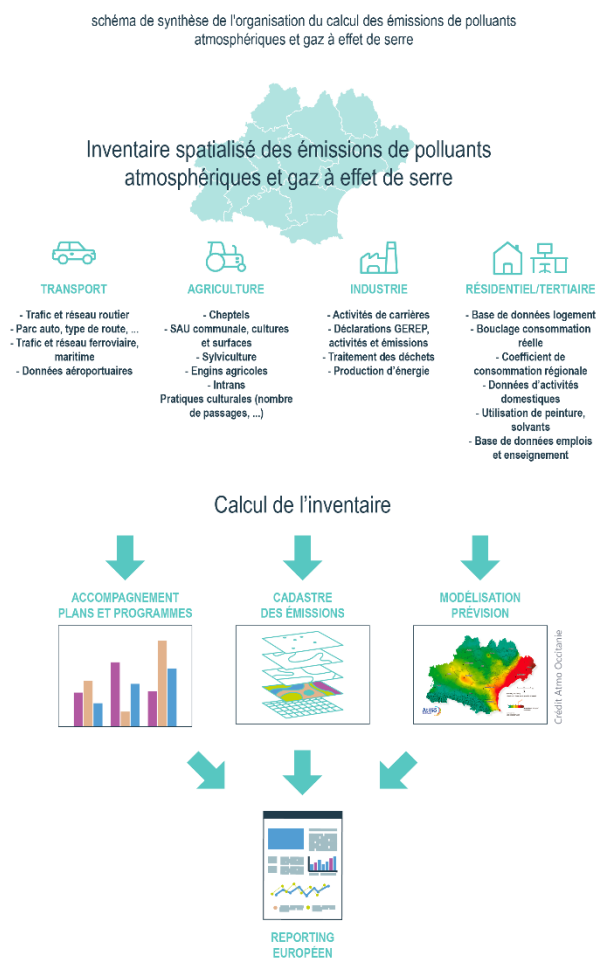 schéma de synthèse de l'organisation du calcul des émissions de polluants
atmosphériques et gaz à effet de serre
Inventaire spatialisé des émissions de polluants
atmosphériques et gaz à effet de serre
TRANSPORT
- Trafic et réseau routier
- Parc auto, type de route, ...
- Trafic et réseau ferroviaire,
maritime
- Données aéroportuaires
AGRICULTURE
- Cheptels
- SAU communale, cultures
et surfaces
- Sylviculture
- Engins agricoles
- Intrans
Pratiques culturales (nombre
de passages, ...)
INDUSTRIE
- Activités de carrières
- Déclarations GEREP,
activités et émissions
- Traitement des déchets
- Production d'énergie
RÉSIDENTIEL/TERTIAIRE
- Base de données logement
- Bouclage consommation
réelle
- Coefficient de
consommation régionale
- Données d'activités
domestiques
- Utilisation de peinture,
solvants
- Base de données emplois
et enseignement
Calcul de l'inventaire
ACCOMPAGNEMENT
PLANS ET PROGRAMMES
CADASTRE
DES ÉMISSIONS
MODÉLISATION
PRÉVISION
Crédit Atmo Occitanie
REPORTING
EUROPÉEN